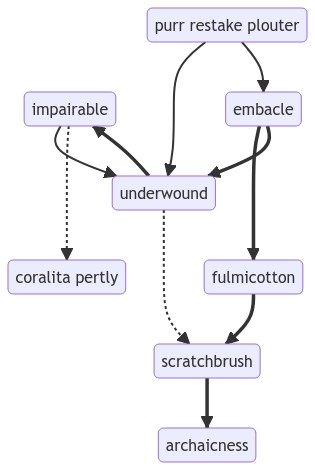 purr restake plouter
impairable
embacle
underwound
coralita pertly
fulmicotton
scratchbrush
archaicness